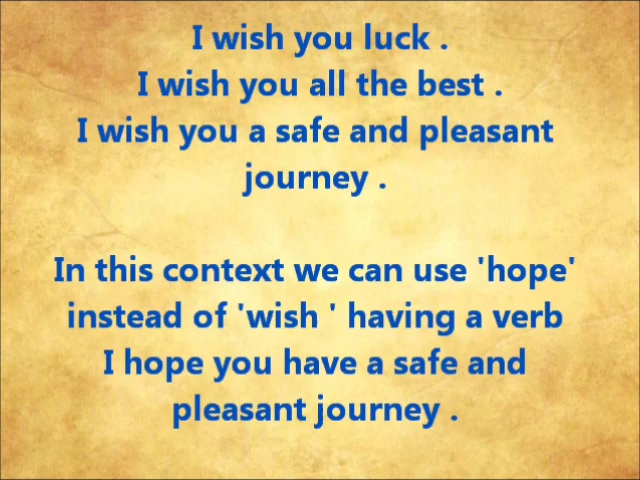 I wish you luck .
I wish you all the best .
I wish you a safe and pleasant
journey .
In this context we can use 'hope'
instead of 'wish ' having a verb
I hope you have a safe and
pleasant journey .